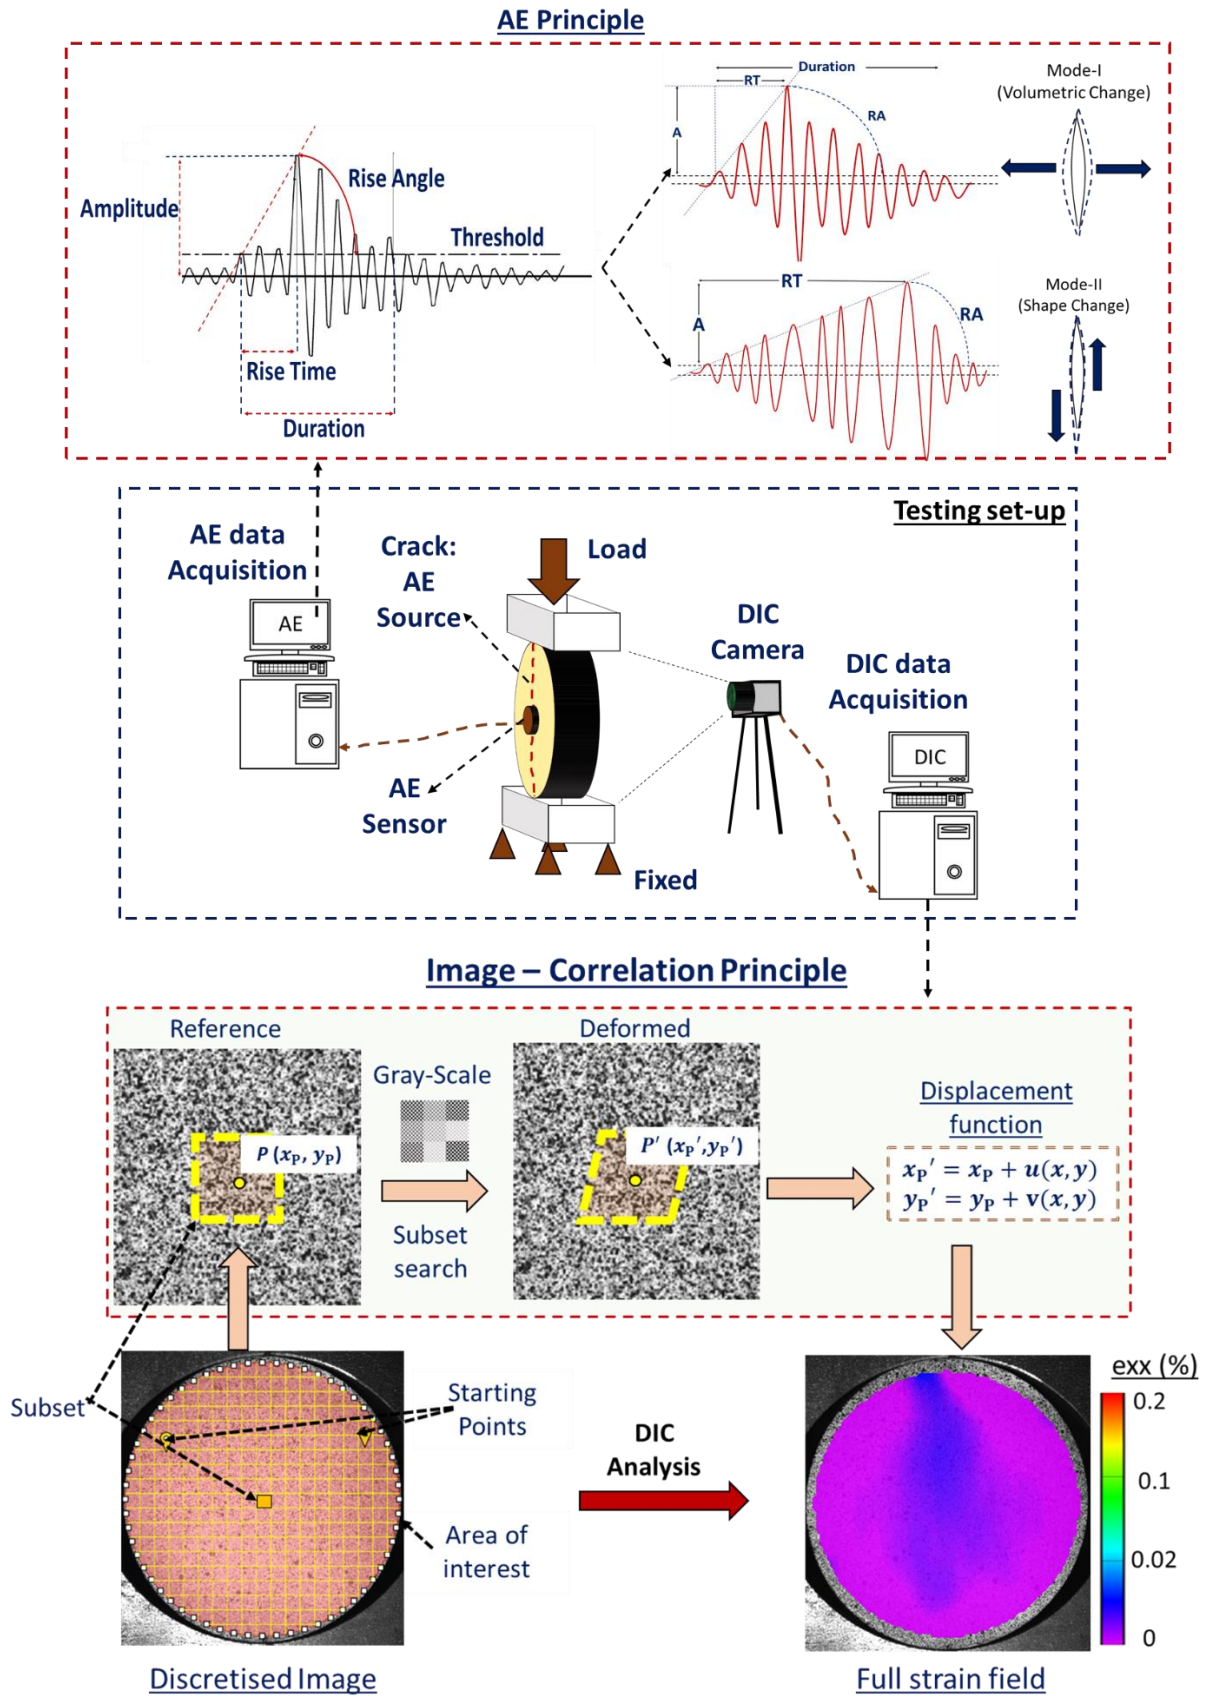 AE Principle
Amplitude
Rise Angle
Threshold
Rise Time
Duration
Duration
RT
A
RA
Mode-I
(Volumetric Change)
RT
A
RA
Mode-II
(Shape Change)
Testing set-up
AE data
Acquisition
AE
Crack:
AE
Source
Load
DIC
Camera
DIC data
Acquisition
DIC
AE
Sensor
Fixed
Image – Correlation Principle
Reference
Deformed
Gray-Scale
P (xP, yP)
P′ (xP′,yP′)
Subset
search
Displacement
function
xP′ = xP + u(x, y)
yP′ = yP + v(x, y)
Subset
Starting
Points
Area of
interest
DIC
Analysis
exx (%)
0.2
0.1
0.02
0
Discretised Image
Full strain field